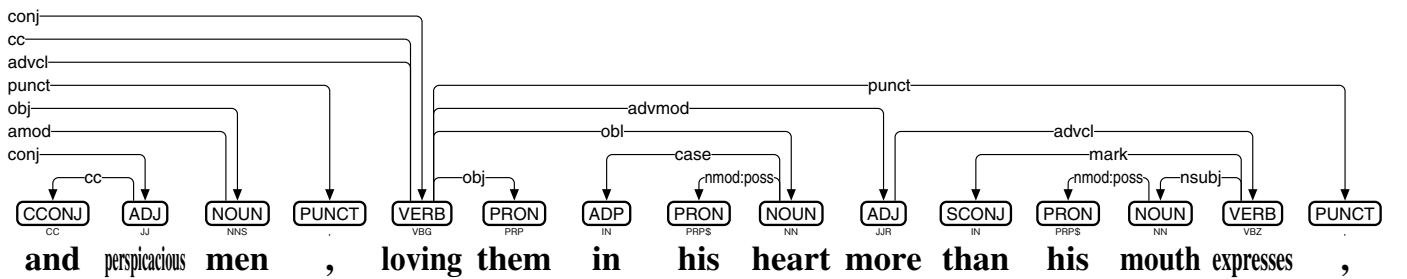 conj
cc
advcl
punct punct
obj advmod
amod obl advcl
conj case mark
cc obj nmod:poss nmod:poss nsubj
CCONJ ADJ NOUN PUNCT VERB PRON ADP PRON NOUN ADJ SCONJ PRON NOUN VERB PUNCT
CC JJ NNS , VBG PRP IN PRP$ NN JJR IN PRP$ NN VBZ ,
and perspicacious men , loving them in his heart more than his mouth expresses ,